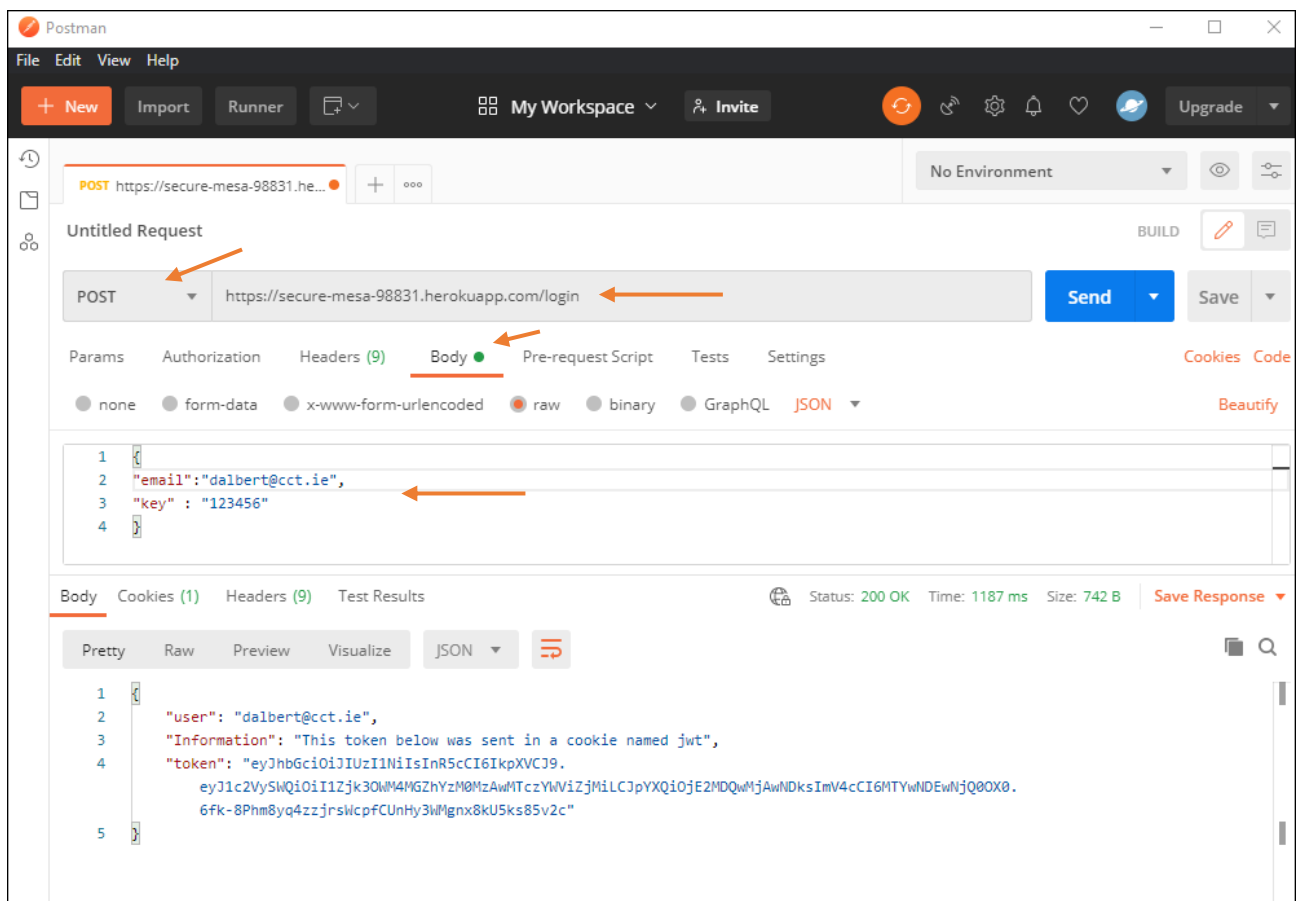 Postman
File Edit View Help
+ New Import Runner My Workspace Invite Upgrade
POST https://secure-mesa-98831.he... + ooo No Environment
Untitled Request BUILD
POST https://secure-mesa-98831.herokuapp.com/login Send Save
Params Authorization Headers (9) Body Pre-request Script Tests Settings Cookies Code
none form-data x-www-form-urlencoded raw binary GraphQL JSON Beautify
1 {
2 "email":"dalbert@cct.ie",
3 "key" : "123456"
4 }
Body Cookies (1) Headers (9) Test Results Status: 200 OK Time: 1187 ms Size: 742 B Save Response
Pretty Raw Preview Visualize JSON
1 {
2 "user": "dalbert@cct.ie",
3 "Information": "This token below was sent in a cookie named jwt",
4 "token": "eyJhbGciOiJIUzI1NiIsInR5cCI6IkpXVCJ9.
eyJ1c2VySWQiOiI1Zjk3OWM4MGZhYzM0MzAwMTczYWViZjMiLCJpYXQiOjE2MDQwMjAwNDksImV4cCI6MTYwNDEwNjQ0OX0.
6fk-8Phm8yq4zzjrsWcpfCUnHy3WMgnx8kU5ks85v2c"
5 }